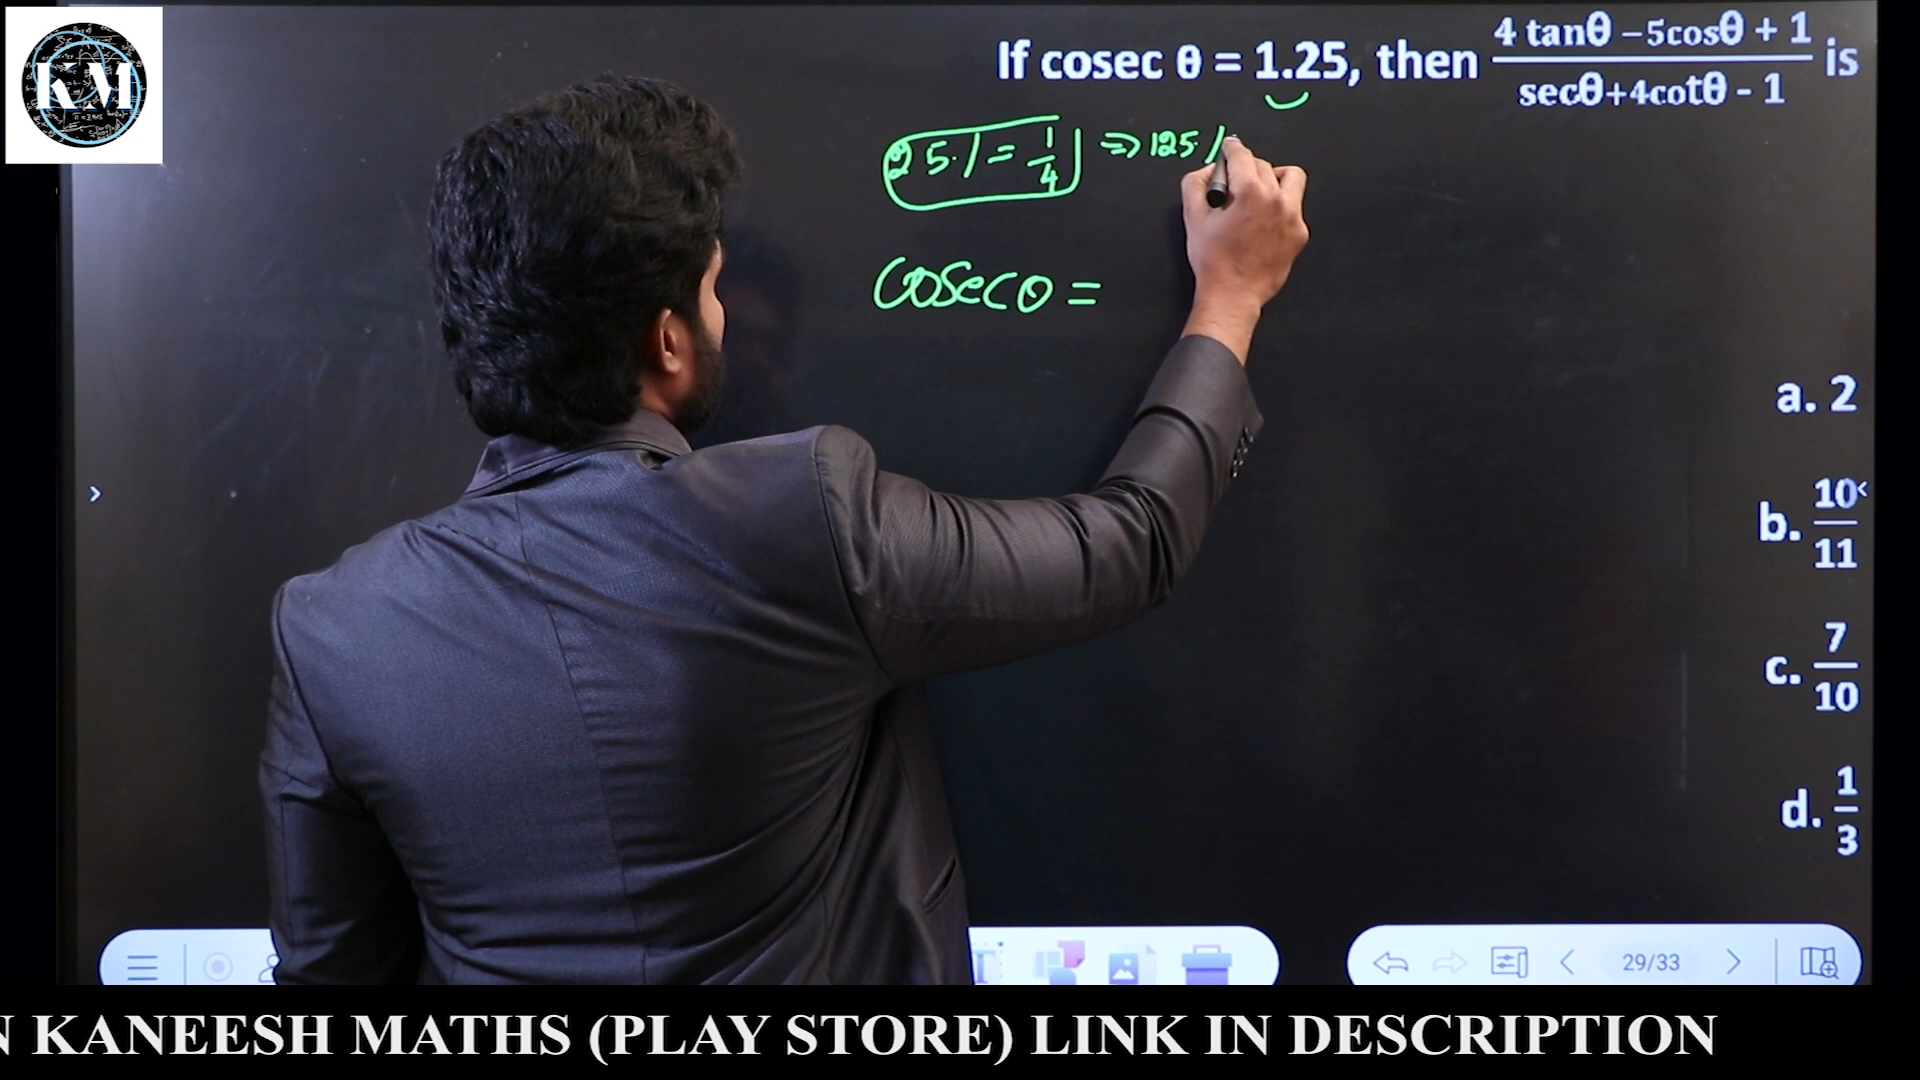 KM
If cosec θ = 1.25, then (4 tanθ – 5cosθ + 1)/(secθ+4cotθ - 1) is
25·/· = 1/4 ⇒ 125·/
cosecθ =
a. 2
b. 10/11
c. 7/10
d. 1/3
29/33
N KANEESH MATHS (PLAY STORE) LINK IN DESCRIPTION